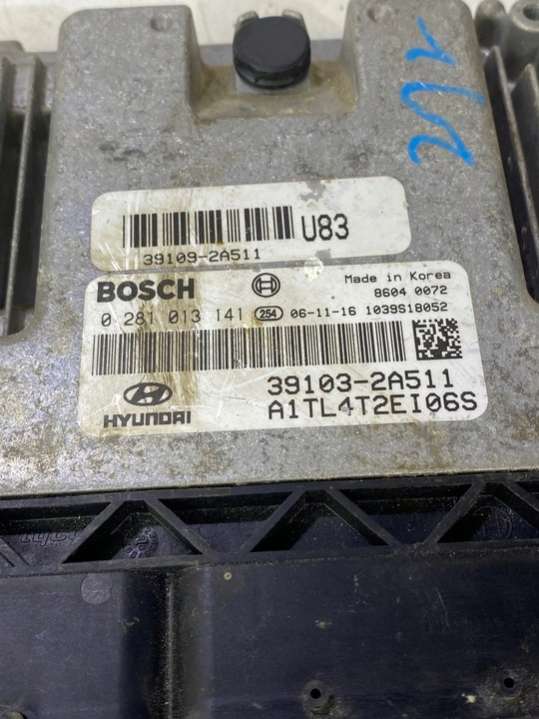 U83
39109-2A511
BOSCH
Made in Korea
8604 0072
0 281 013 141 254 06-11-16 1039S18052
39103-2A511
HYUNDAI
A1TL4T2EI06S